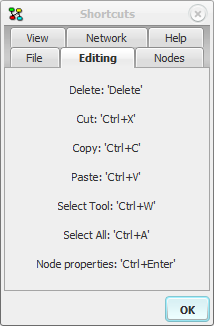 Shortcuts
View Network Help
File Editing Nodes
Delete: 'Delete'
Cut: 'Ctrl+X'
Copy: 'Ctrl+C'
Paste: 'Ctrl+V'
Select Tool: 'Ctrl+W'
Select All: 'Ctrl+A'
Node properties: 'Ctrl+Enter'
OK